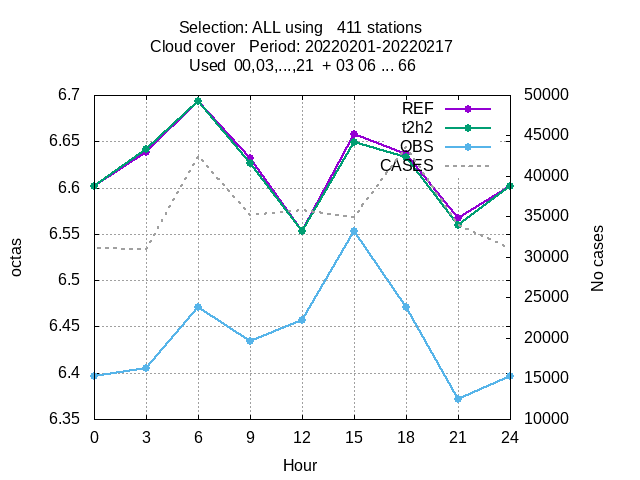 Selection: ALL using   411 stations
Cloud cover   Period: 20220201-20220217
Used  00,03,...,21  + 03 06 ... 66
6.7
6.65
6.6
6.55
6.5
6.45
6.4
6.35
octas
REF
t2h2
OBS
CASES
50000
45000
40000
35000
30000
25000
20000
15000
10000
No cases
0 3 6 9 12 15 18 21 24
Hour